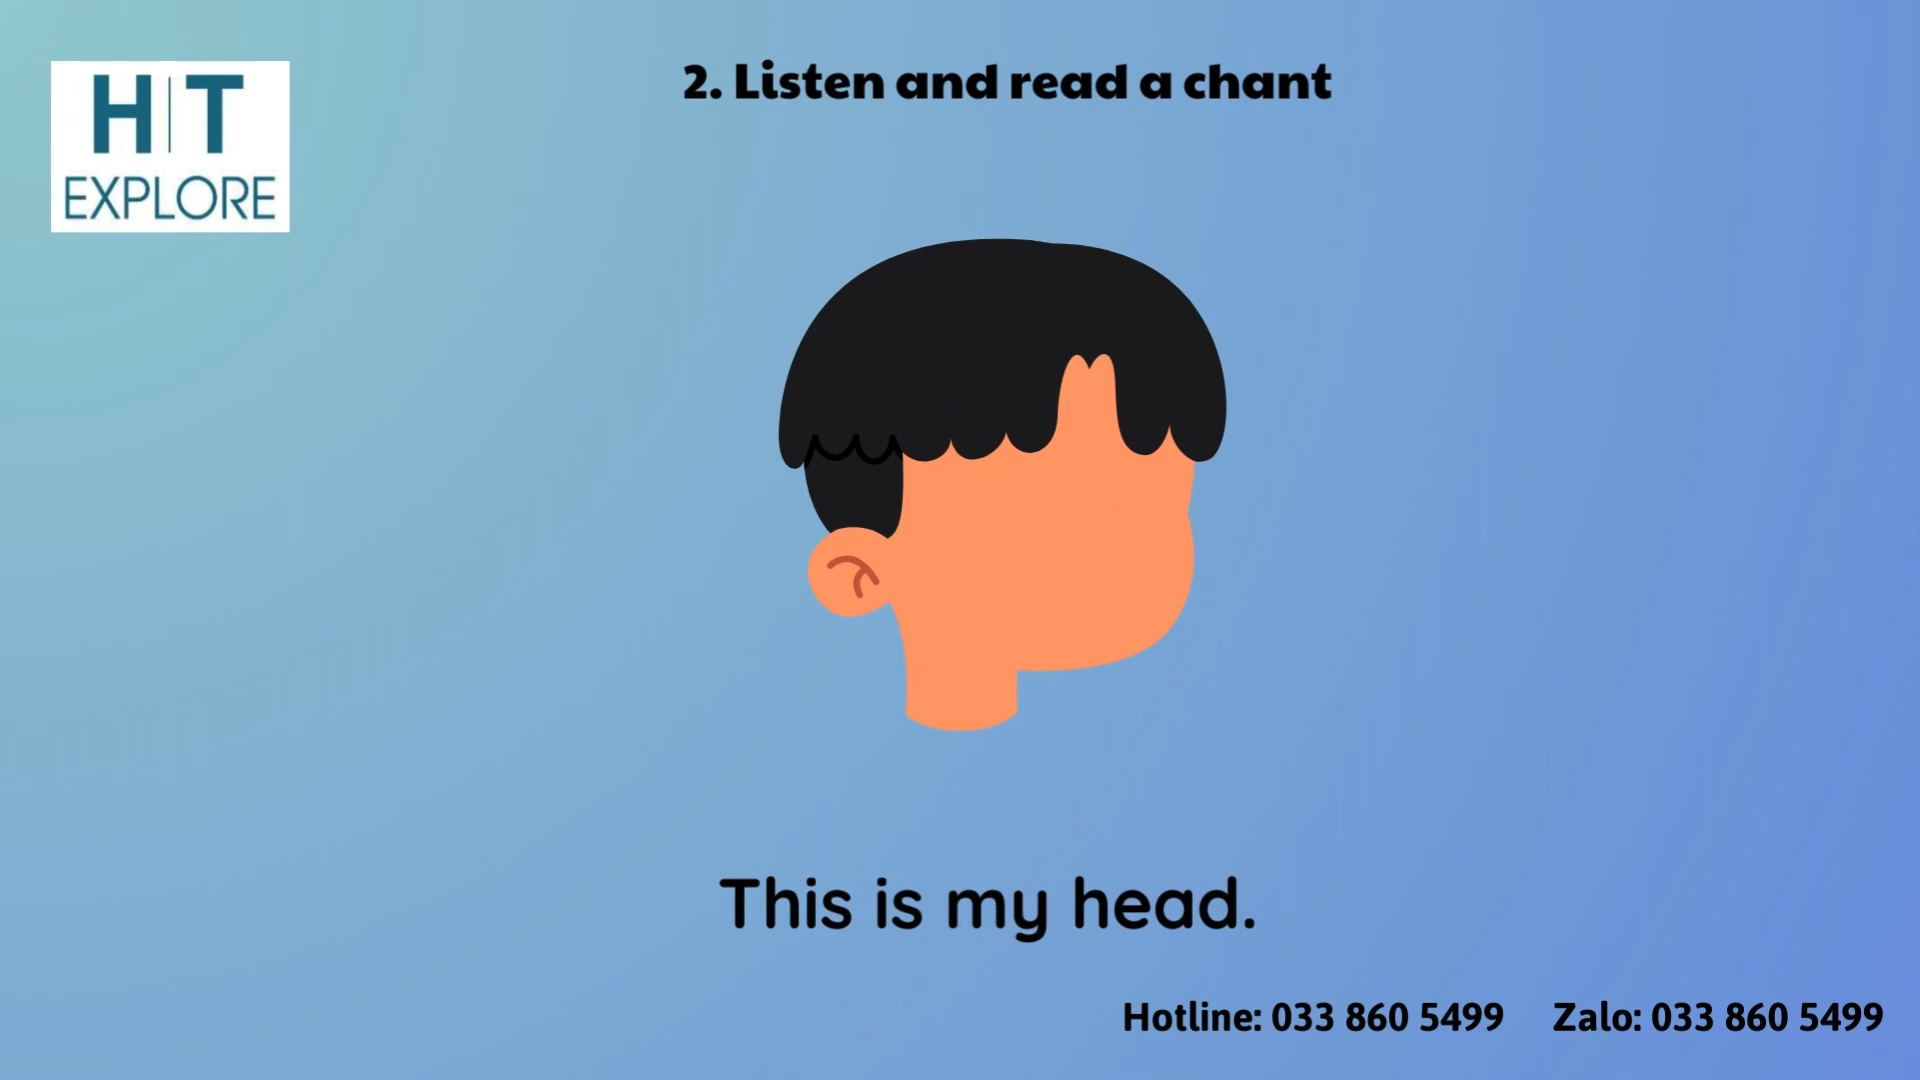 H|T
EXPLORE
2. Listen and read a chant
This is my head.
Hotline: 033 860 5499 Zalo: 033 860 5499